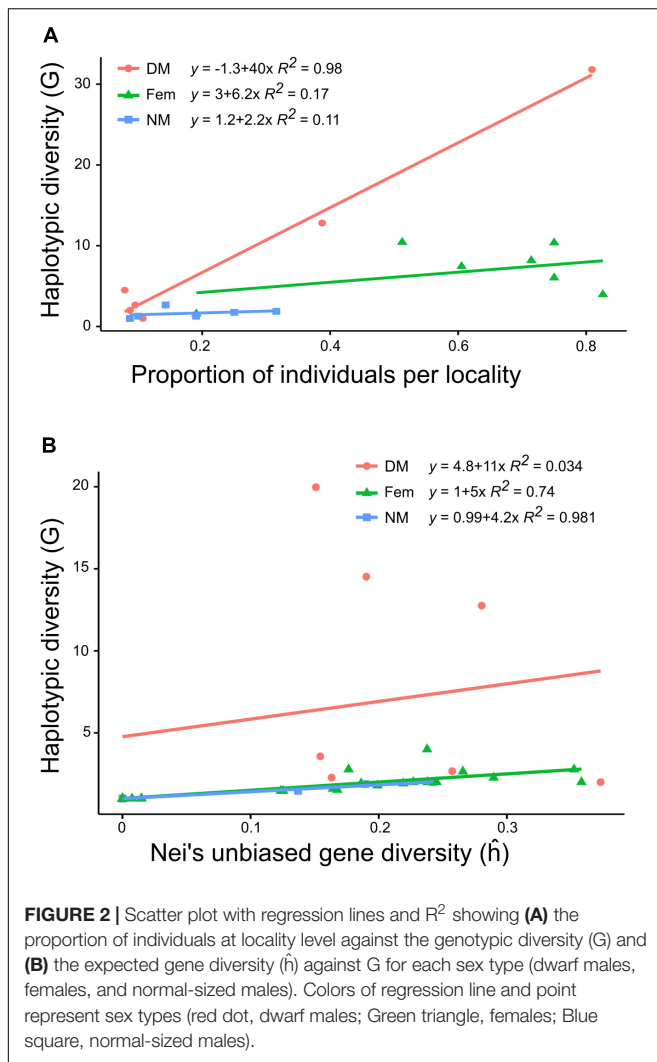 A
DM y = -1.3+40x R² = 0.98
Fem y = 3+6.2x R² = 0.17
NM y = 1.2+2.2x R² = 0.11
Haplotypic diversity (G)
30
20
10
0
0.2 0.4 0.6 0.8
Proportion of individuals per locality
B
DM y = 4.8+11x R² = 0.034
Fem y = 1+5x R² = 0.74
NM y = 0.99+4.2x R² = 0.981
Haplotypic diversity (G)
20
15
10
5
0 0.1 0.2 0.3
Nei's unbiased gene diversity (ĥ)
FIGURE 2 | Scatter plot with regression lines and R² showing (A) the
proportion of individuals at locality level against the genotypic diversity (G) and
(B) the expected gene diversity (ĥ) against G for each sex type (dwarf males,
females, and normal-sized males). Colors of regression line and point
represent sex types (red dot, dwarf males; Green triangle, females; Blue
square, normal-sized males).